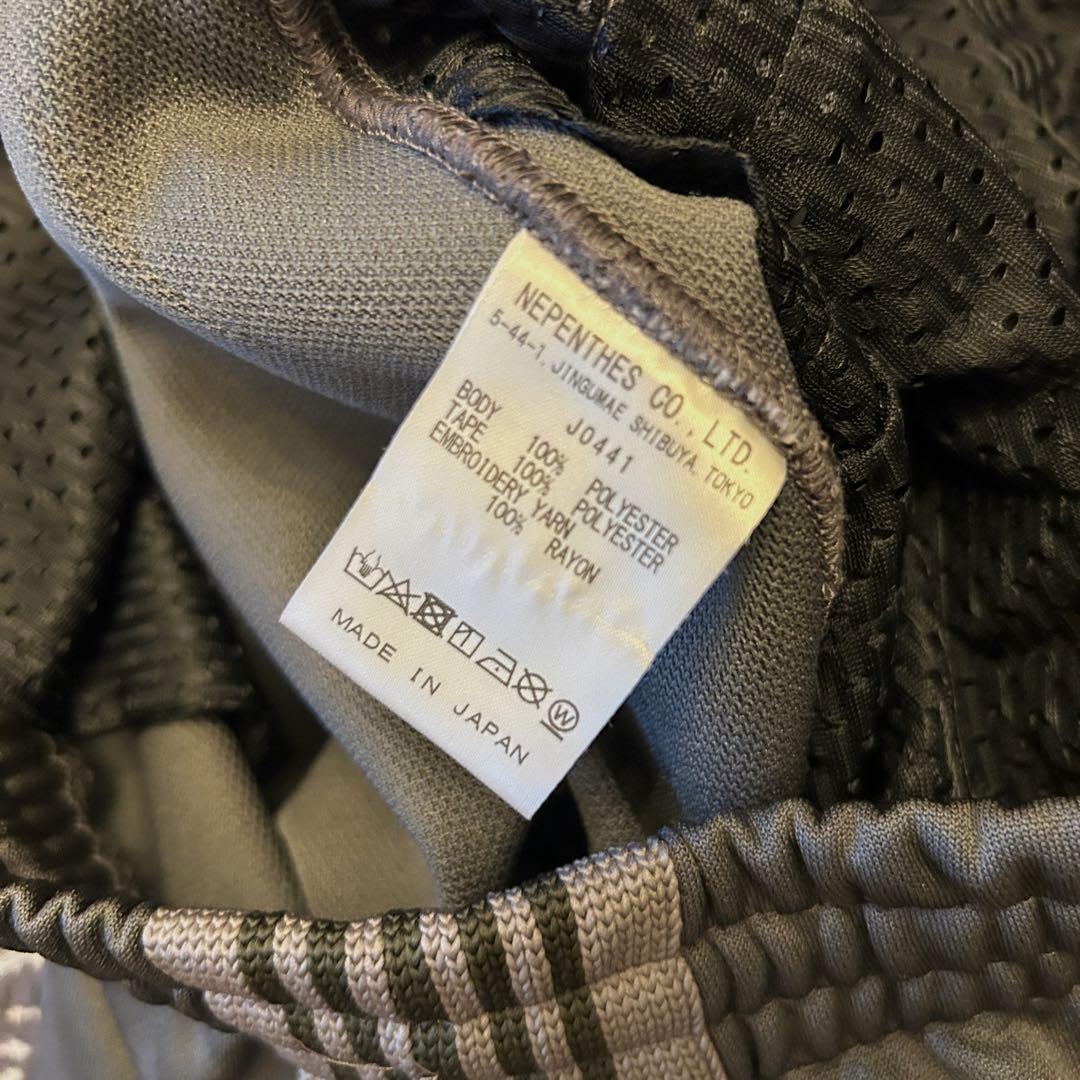 NEPENTHES CO., LTD.
5-44-1, JINGUMAE SHIBUYA, TOKYO
J0441
BODY 100% POLYESTER
TAPE 100% POLYESTER
EMBROIDERY YARN
100% RAYON
W
MADE IN JAPAN